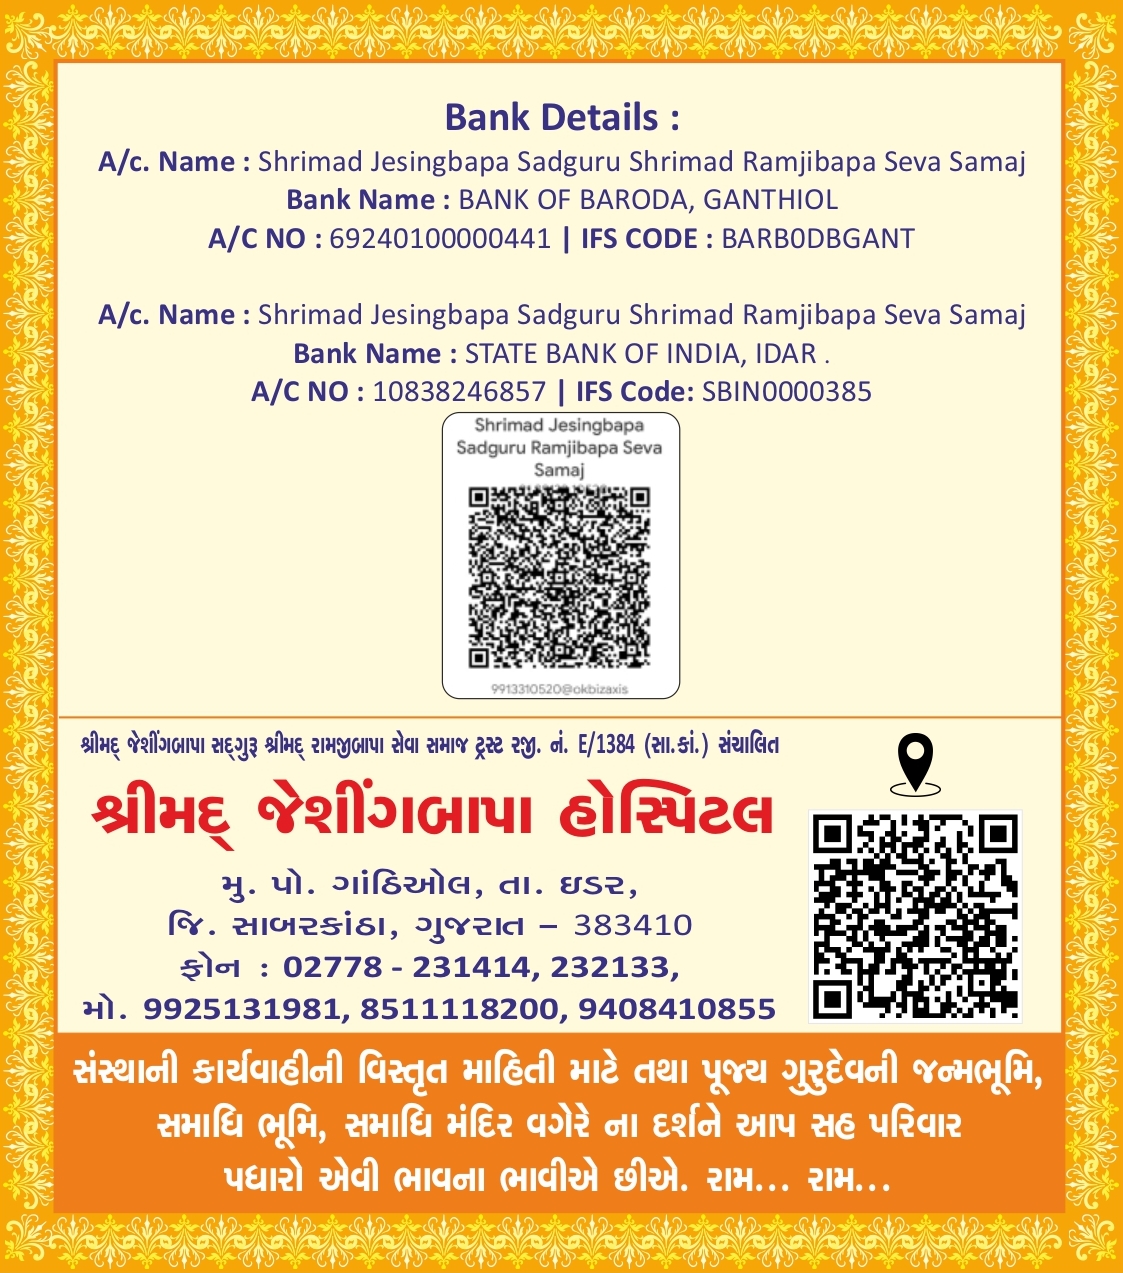 Bank Details :
A/c. Name : Shrimad Jesingbapa Sadguru Shrimad Ramjibapa Seva Samaj
Bank Name : BANK OF BARODA, GANTHIOL
A/C NO : 69240100000441 | IFS CODE : BARB0DBGANT
A/c. Name : Shrimad Jesingbapa Sadguru Shrimad Ramjibapa Seva Samaj
Bank Name : STATE BANK OF INDIA, IDAR .
A/C NO : 10838246857 | IFS Code: SBIN0000385
Shrimad Jesingbapa
Sadguru Ramjibapa Seva
Samaj
9913310520@okbizaxis
શ્રીમદ્ જેશીંગબાપા સદ્ગુરૂ શ્રીમદ્ રામજીબાપા સેવા સમાજ ટ્રસ્ટ રજી. નં. E/1384 (સા.કાં.) સંચાલિત
શ્રીમદ્ જેશીંગબાપા હોસ્પિટલ
મુ. પો. ગાંઠિઓલ, તા. ઇડર,
જિ. સાબરકાંઠા, ગુજરાત – 383410
ફોન : 02778 - 231414, 232133,
મો. 9925131981, 8511118200, 9408410855
સંસ્થાની કાર્યવાહીની વિસ્તૃત માહિતી માટે તથા પૂજ્ય ગુરુદેવની જન્મભૂમિ,
સમાધિ ભૂમિ, સમાધિ મંદિર વગેરે ના દર્શને આપ સહ પરિવાર
પધારો એવી ભાવના ભાવીએ છીએ. રામ... રામ...